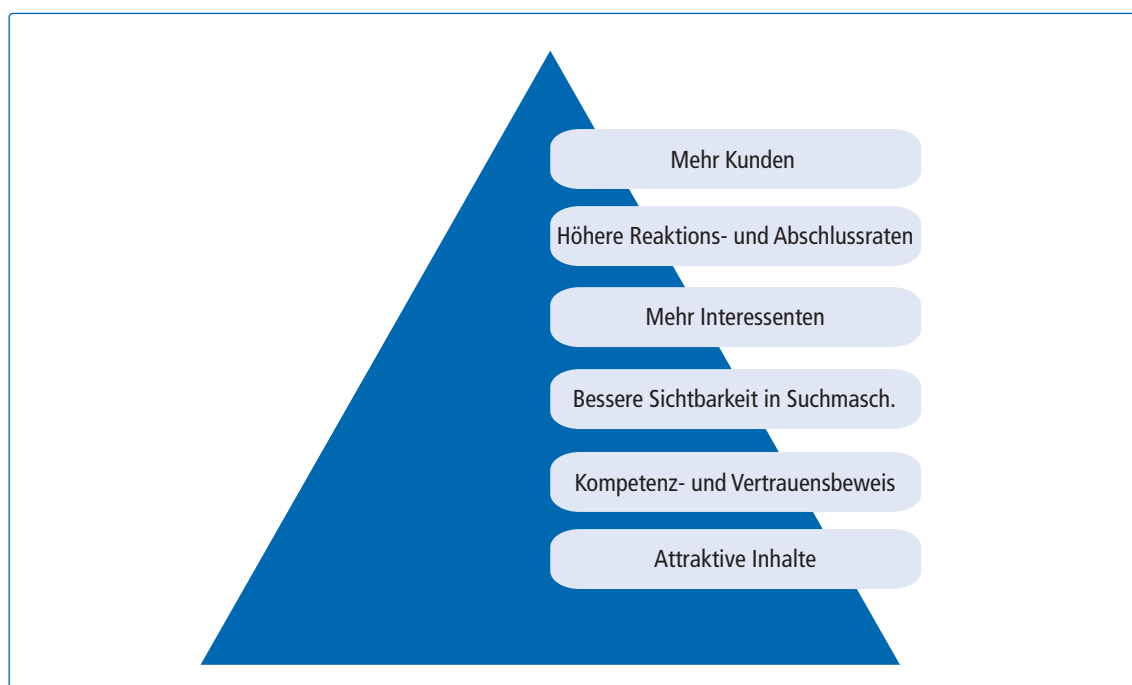 Mehr Kunden
Höhere Reaktions- und Abschlussraten
Mehr Interessenten
Bessere Sichtbarkeit in Suchmasch.
Kompetenz- und Vertrauensbeweis
Attraktive Inhalte